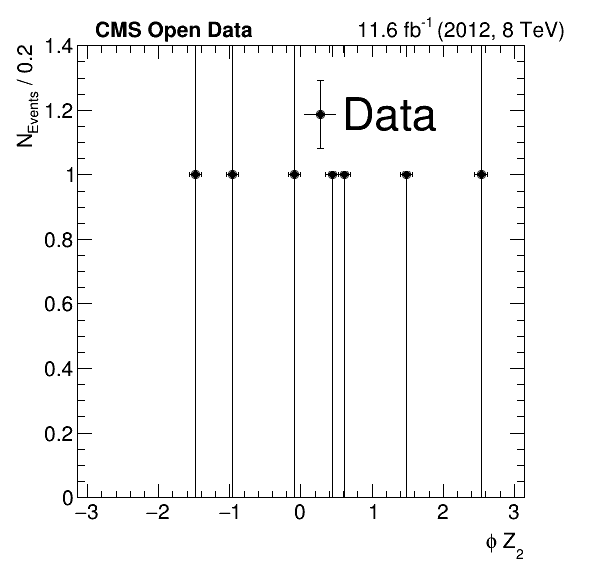 CMS Open Data 11.6 fb⁻¹ (2012, 8 TeV)
N_Events / 0.2
1.4
1.2
1
0.8
0.6
0.4
0.2
0
Data
−3 −2 −1 0 1 2 3
ϕ Z₂